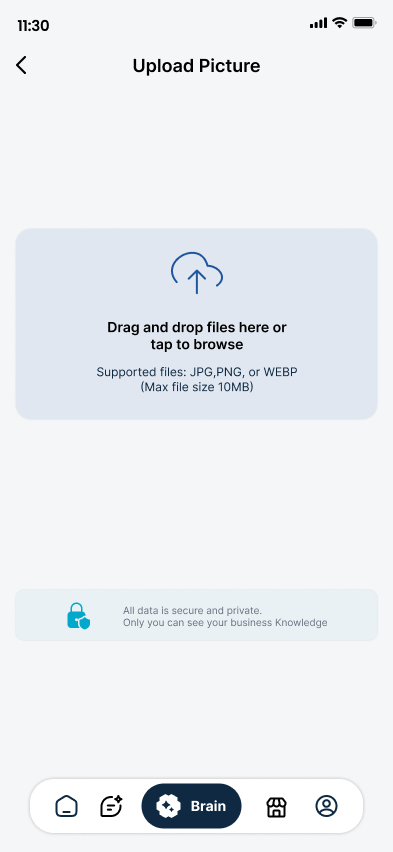 11:30
Upload Picture
Drag and drop files here or
tap to browse
Supported files: JPG,PNG, or WEBP
(Max file size 10MB)
All data is secure and private.
Only you can see your business Knowledge
Brain